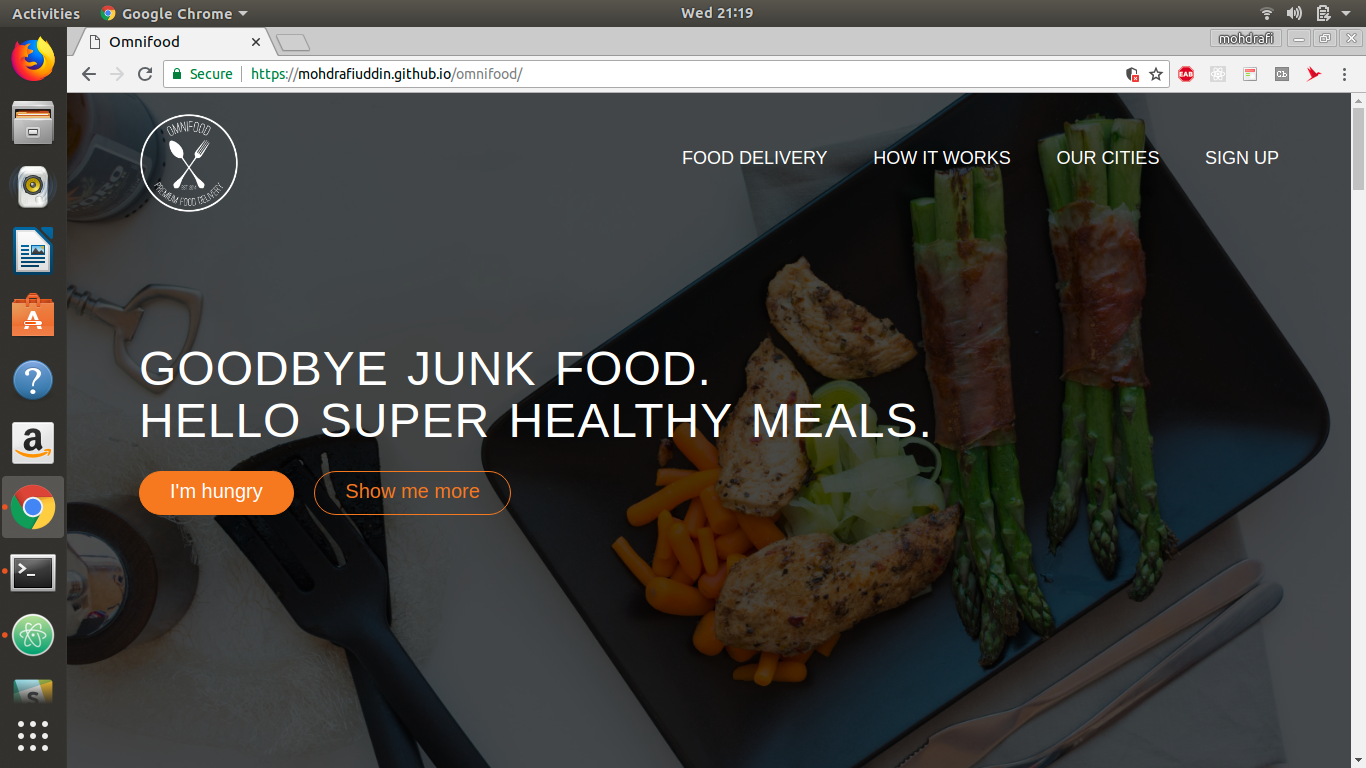 Activities Google Chrome Wed 21:19
Omnifood mohdrafi
Secure https://mohdrafiuddin.github.io/omnifood/ EAB Cb
OMNIFOOD
PREMIUM FOOD DELIVERY
FOOD DELIVERY HOW IT WORKS OUR CITIES SIGN UP
GOODBYE JUNK FOOD.
HELLO SUPER HEALTHY MEALS.
I'm hungry Show me more